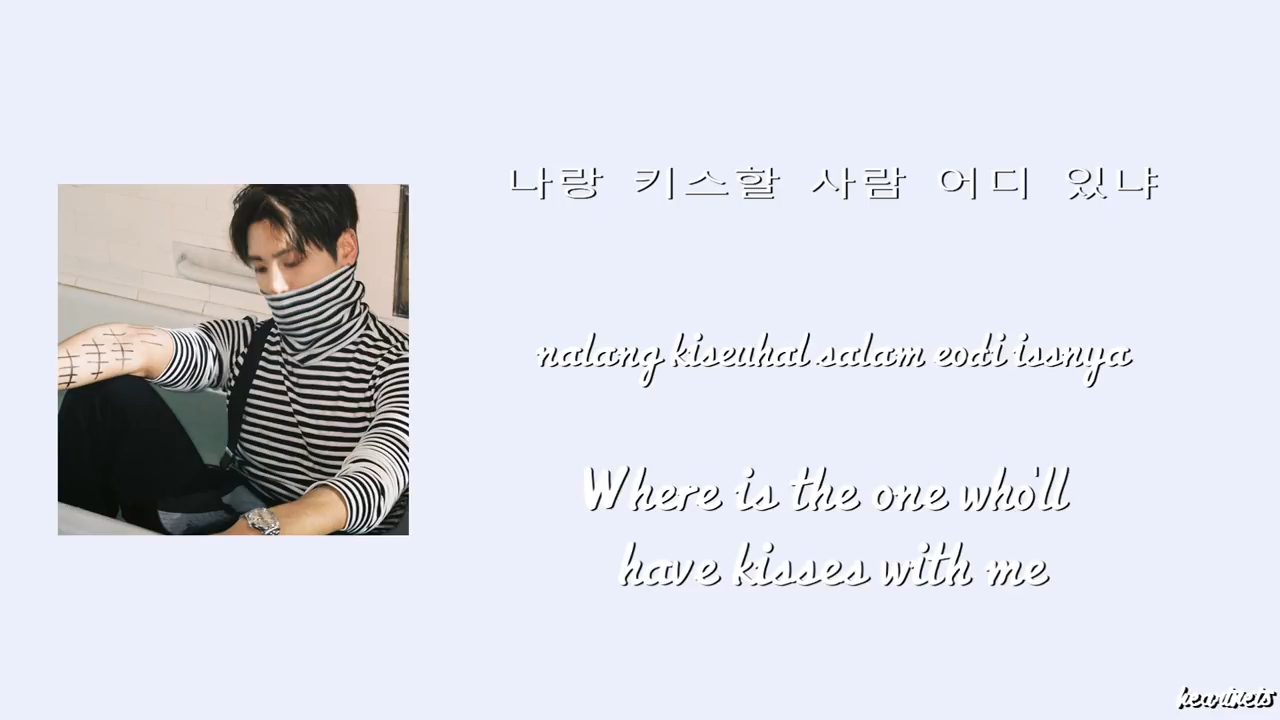 나랑 키스할 사람 어디 있냐
nalang kiseuhal salam eodi issnya
Where is the one who'll
have kisses with me